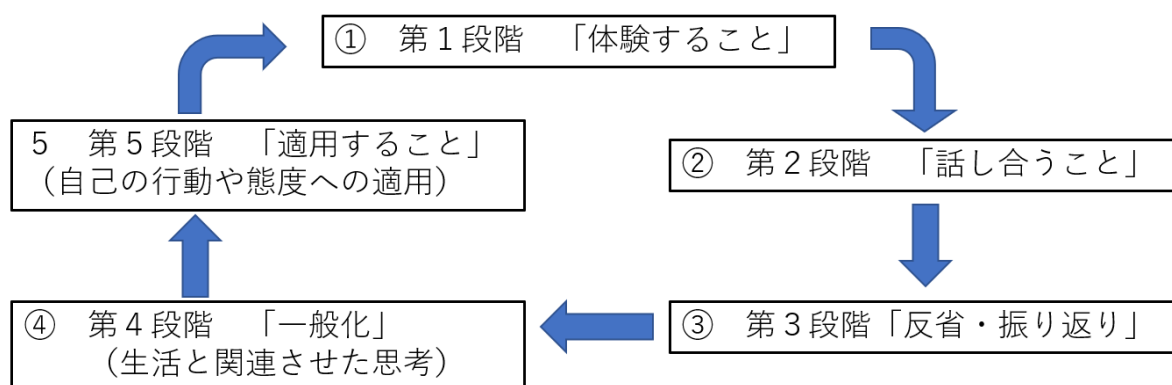 ①　第１段階　「体験すること」
②　第２段階　「話し合うこと」
③　第３段階「反省・振り返り」
④　第４段階　「一般化」
（生活と関連させた思考）
5　第５段階　「適用すること」
（自己の行動や態度への適用）